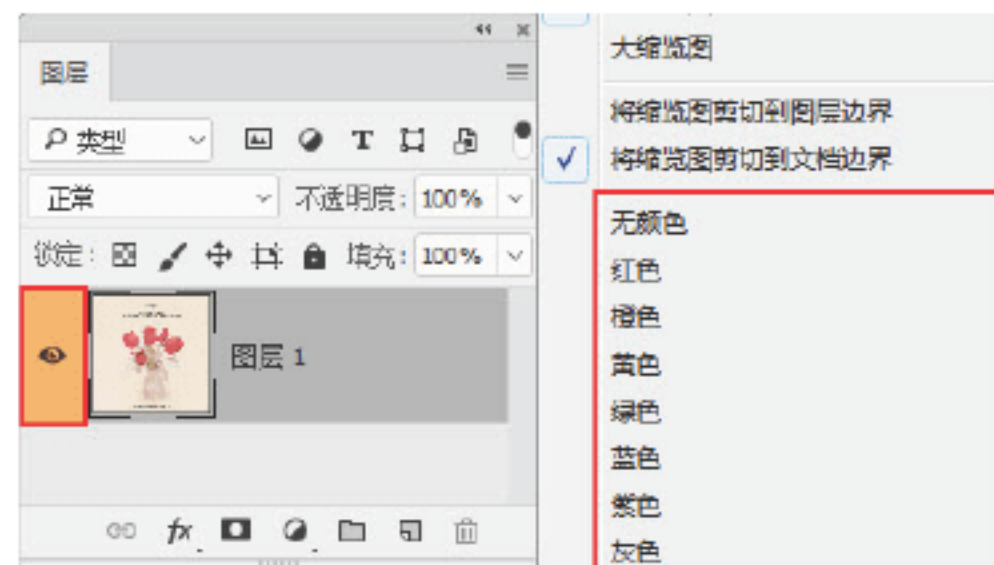 图层
类型
正常
不透明度: 100%
锁定:
填充: 100%
图层 1
fx
大缩览图
将缩览图剪切到图层边界
将缩览图剪切到文档边界
无颜色
红色
橙色
黄色
绿色
蓝色
紫色
灰色